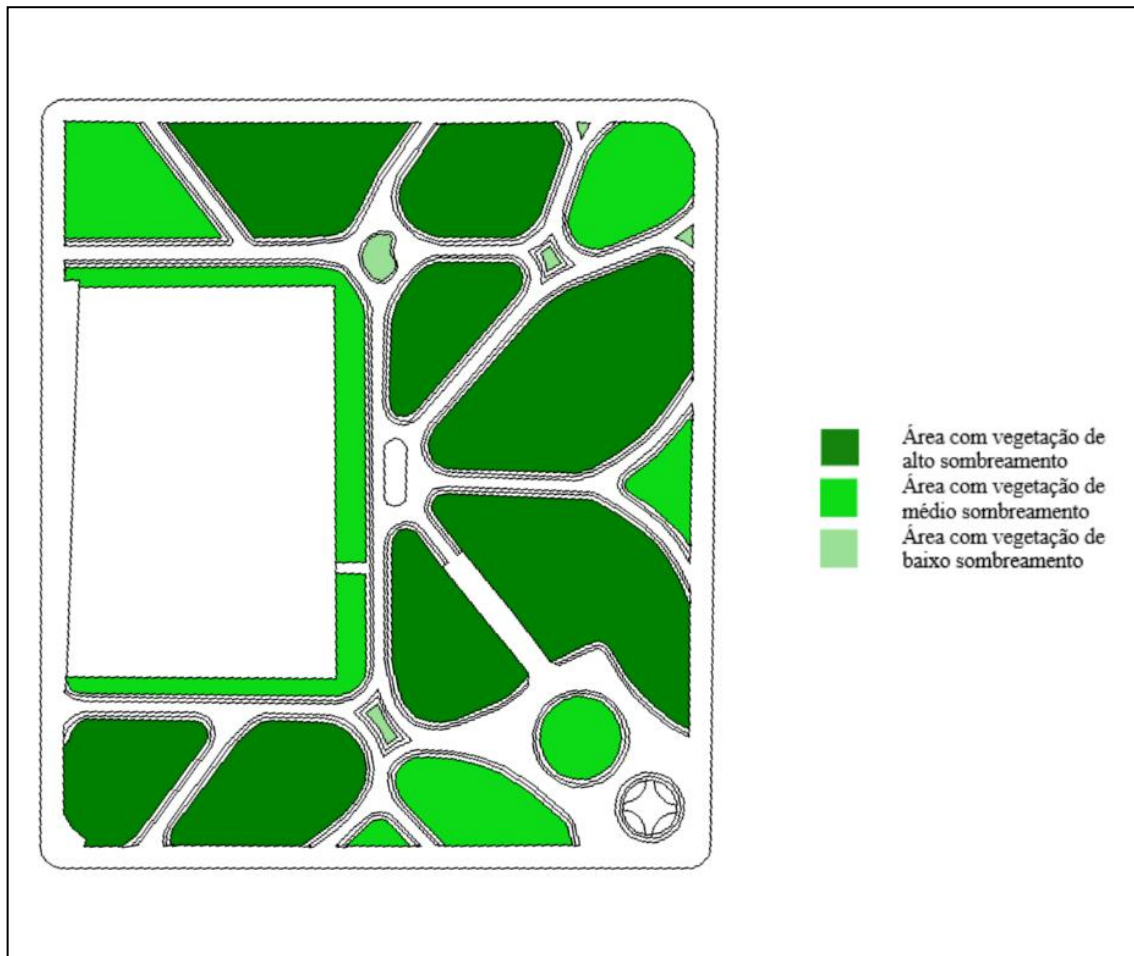 Área com vegetação de
alto sombreamento
Área com vegetação de
médio sombreamento
Área com vegetação de
baixo sombreamento